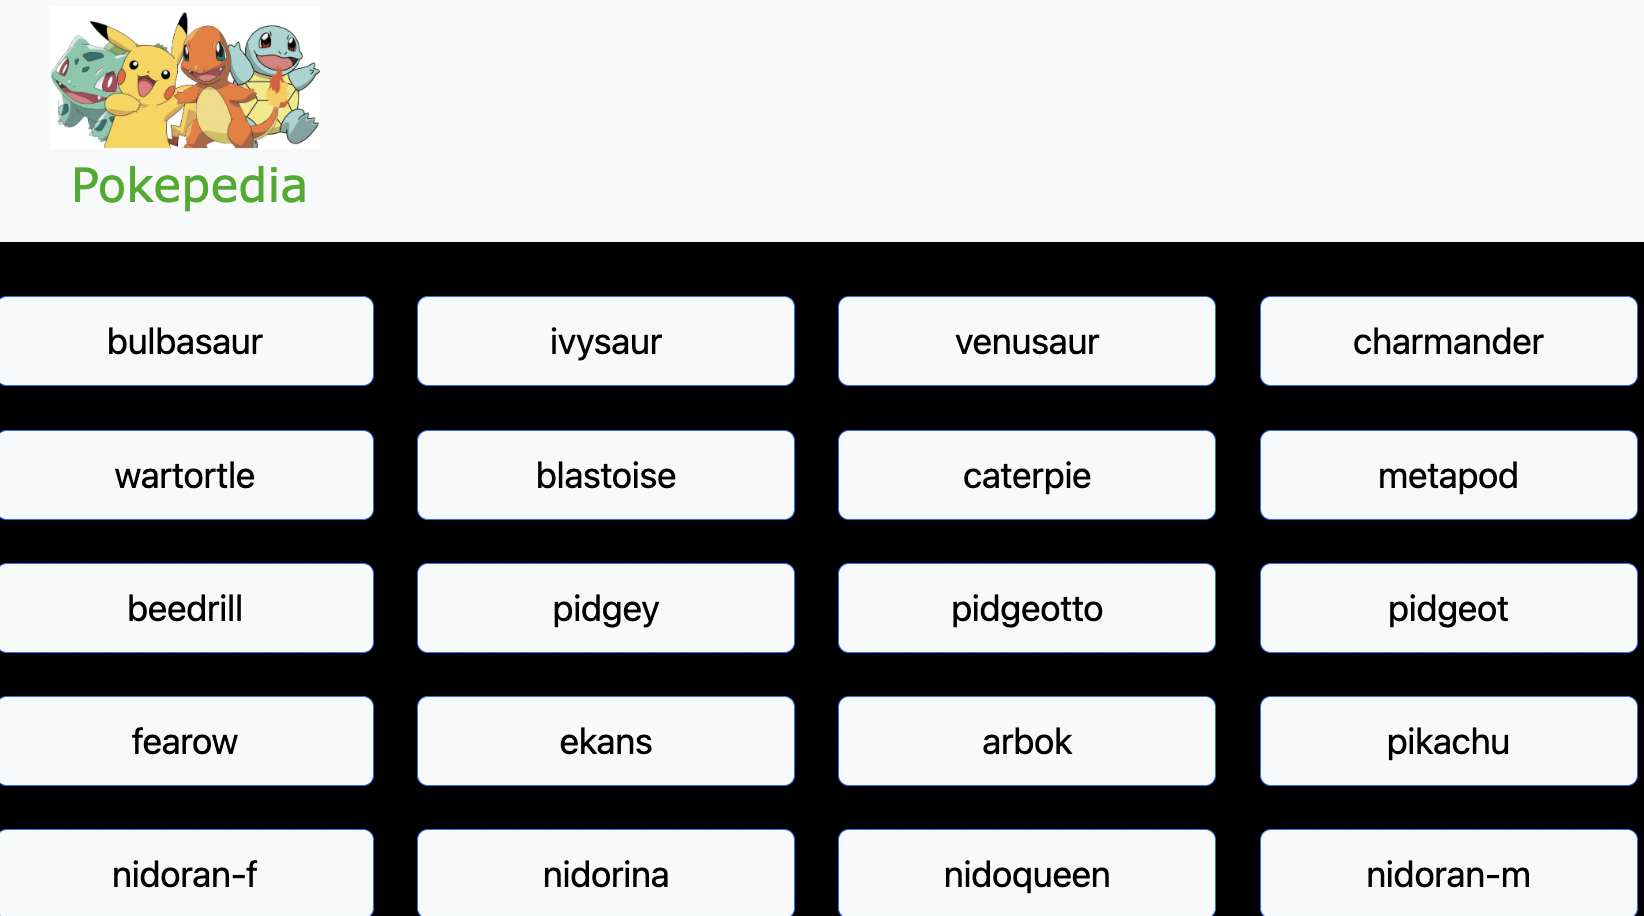 Pokepedia
bulbasaur ivysaur venusaur charmander
wartortle blastoise caterpie metapod
beedrill pidgey pidgeotto pidgeot
fearow ekans arbok pikachu
nidoran-f nidorina nidoqueen nidoran-m